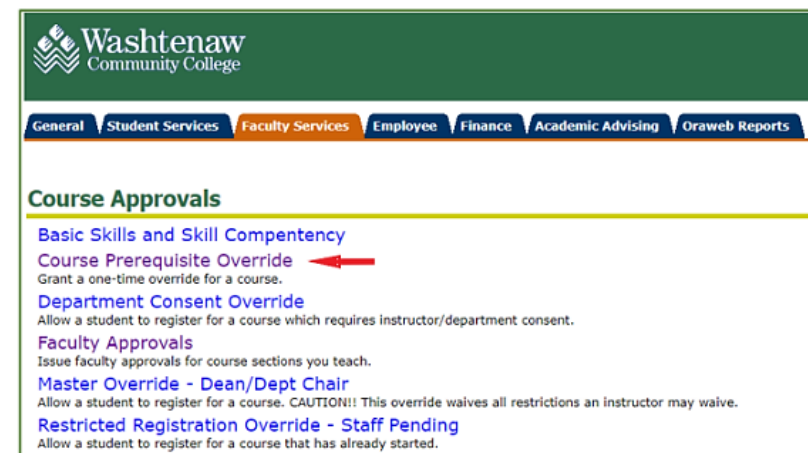 Washtenaw
Community College
General Student Services Faculty Services Employee Finance Academic Advising Oraweb Reports
Course Approvals
Basic Skills and Skill Compentency
Course Prerequisite Override
Grant a one-time override for a course.
Department Consent Override
Allow a student to register for a course which requires instructor/department consent.
Faculty Approvals
Issue faculty approvals for course sections you teach.
Master Override - Dean/Dept Chair
Allow a student to register for a course. CAUTION!! This override waives all restrictions an instructor may waive.
Restricted Registration Override - Staff Pending
Allow a student to register for a course that has already started.